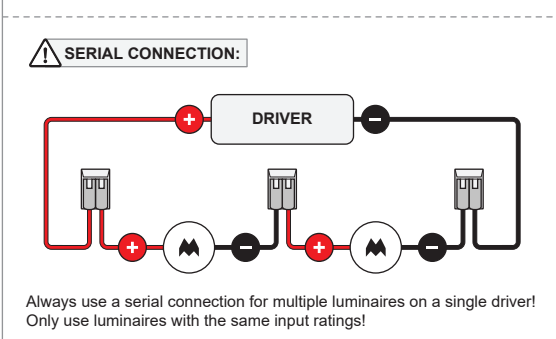 SERIAL CONNECTION:
+ DRIVER −
+ − + −
Always use a serial connection for multiple luminaires on a single driver!
Only use luminaires with the same input ratings!